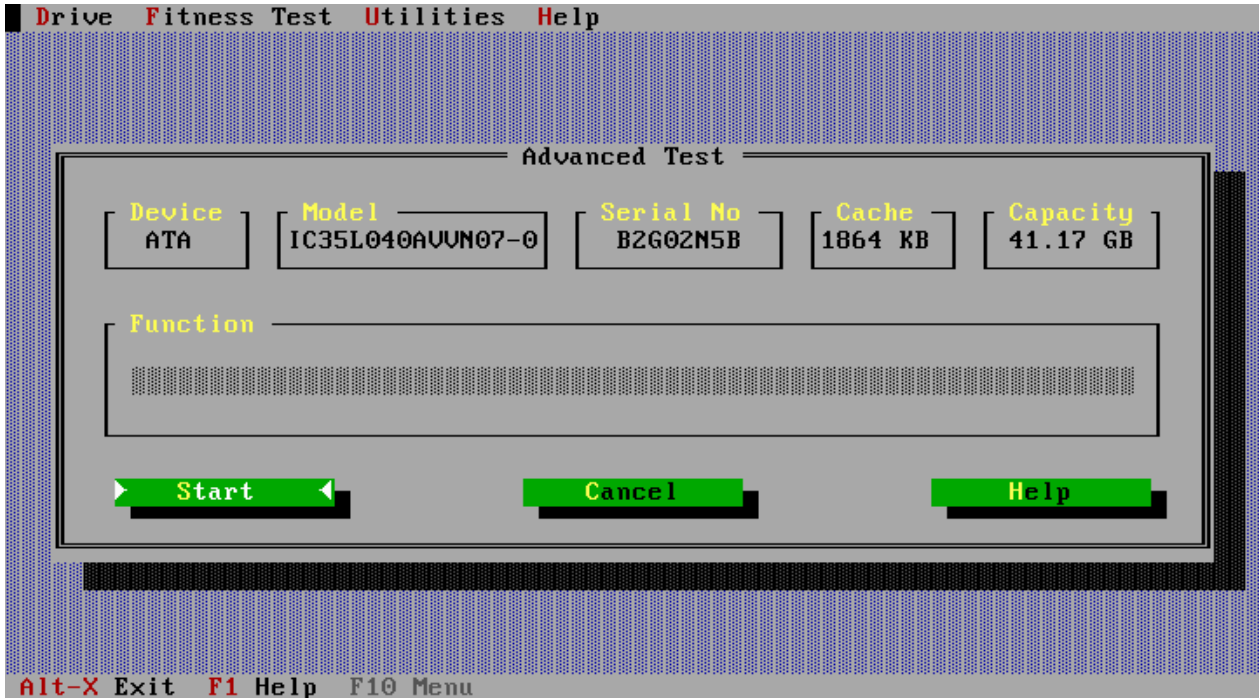 Drive Fitness Test Utilities Help
Advanced Test
Device Model Serial No Cache Capacity
ATA IC35L040AVVN07-0 B2G02N5B 1864 KB 41.17 GB
Function
Start Cancel Help
Alt-X Exit F1 Help F10 Menu